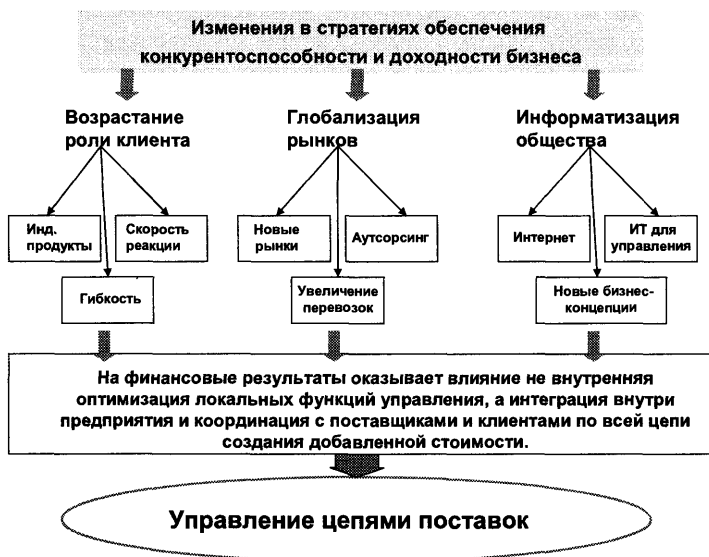 Изменения в стратегиях обеспечения
конкурентоспособности и доходности бизнеса
Возрастание
роли клиента
Глобализация
рынков
Информатизация
общества
Инд.
продукты
Скорость
реакции
Гибкость
Новые
рынки
Аутсорсинг
Увеличение
перевозок
Интернет
ИТ для
управления
Новые бизнес-
концепции
На финансовые результаты оказывает влияние не внутренняя
оптимизация локальных функций управления, а интеграция внутри
предприятия и координация с поставщиками и клиентами по всей цепи
создания добавленной стоимости.
Управление цепями поставок